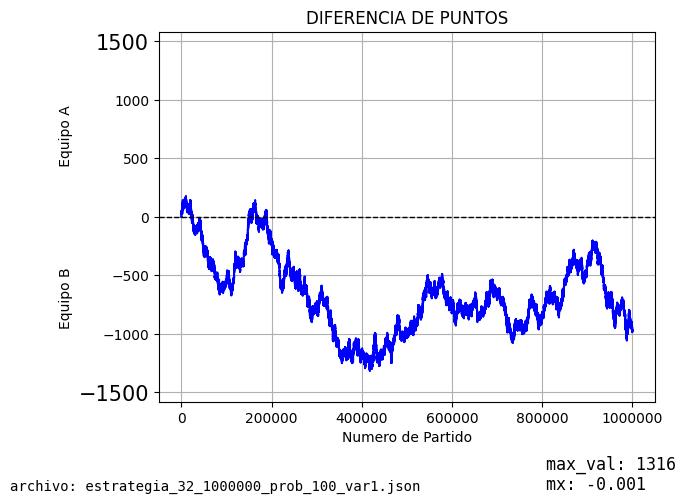 DIFERENCIA DE PUNTOS
1500
1000
500
0
−500
−1000
−1500
Equipo A
Equipo B
0 200000 400000 600000 800000 1000000
Numero de Partido
max_val: 1316
archivo: estrategia_32_1000000_prob_100_var1.json mx: -0.001